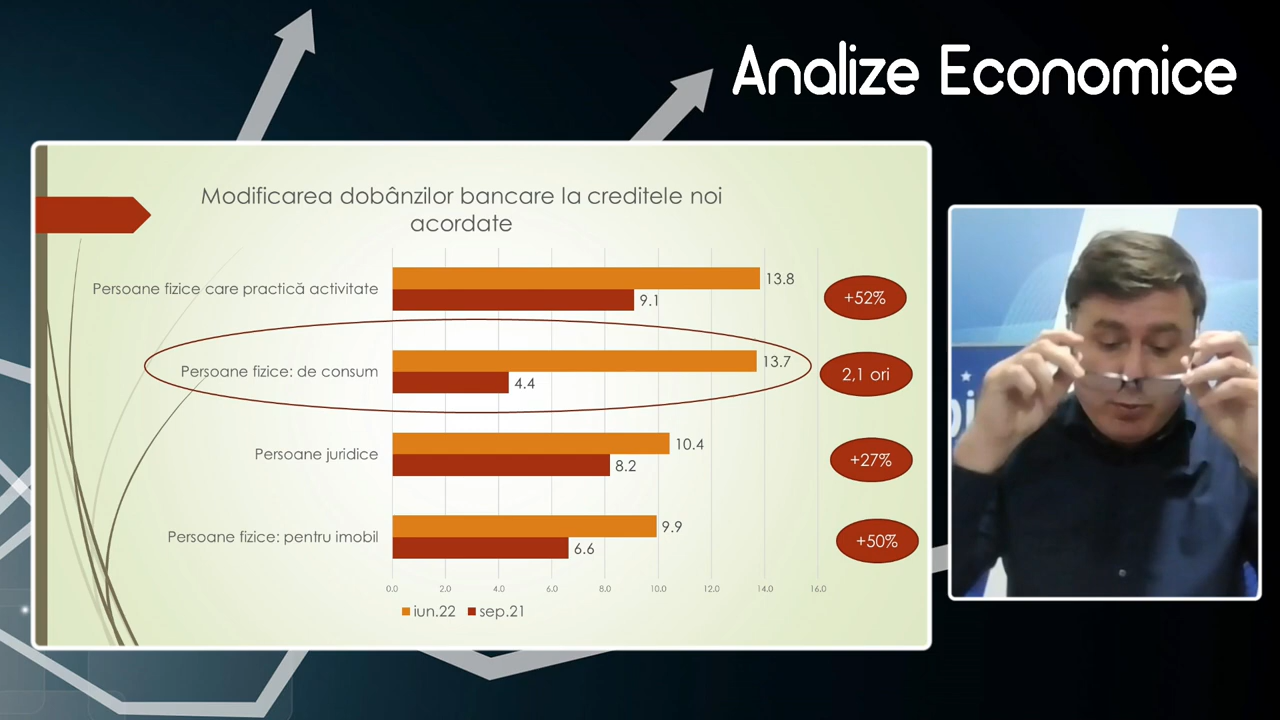 Analize Economice
Modificarea dobânzilor bancare la creditele noi
acordate
Persoane fizice care practică activitate
13.8
9.1
+52%
Persoane fizice: de consum
13.7
4.4
2,1 ori
Persoane juridice
10.4
8.2
+27%
Persoane fizice: pentru imobil
9.9
6.6
+50%
0.0 2.0 4.0 6.0 8.0 10.0 12.0 14.0 16.0
iun.22 sep.21